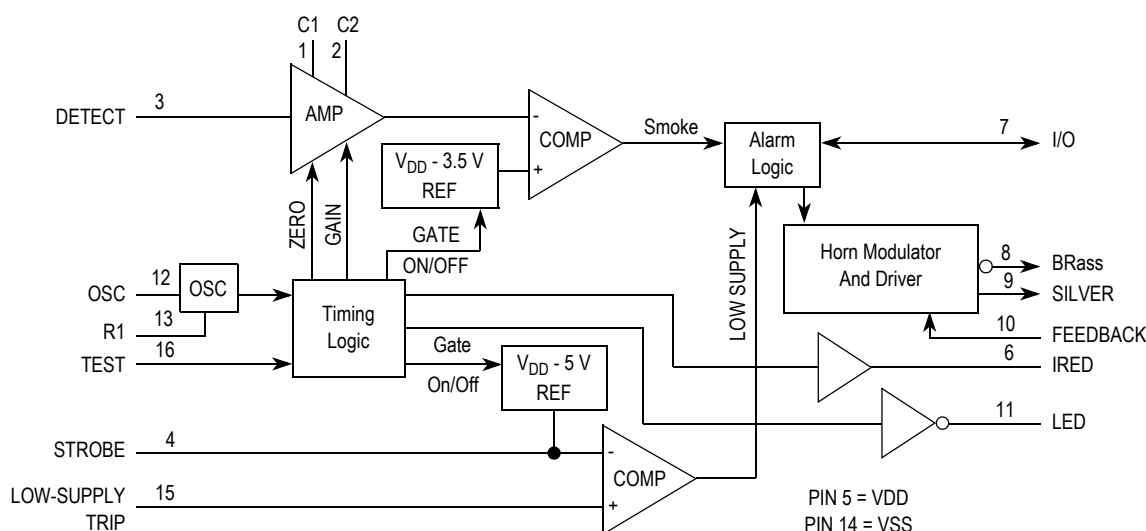 C1 C2
1 2
DETECT 3
AMP
-
COMP
+
Smoke
Alarm
Logic
7 I/O
VDD - 3.5 V
REF
ZERO
GAIN
GATE
ON/OFF
LOW SUPPLY
Horn Modulator
And Driver
8 BRass
9 SILVER
10 FEEDBACK
6 IRED
11 LED
OSC 12
OSC
R1 13
TEST 16
Timing
Logic
Gate
On/Off
VDD - 5 V
REF
STROBE 4
-
COMP
+
LOW-SUPPLY 15
TRIP
PIN 5 = VDD
PIN 14 = VSS